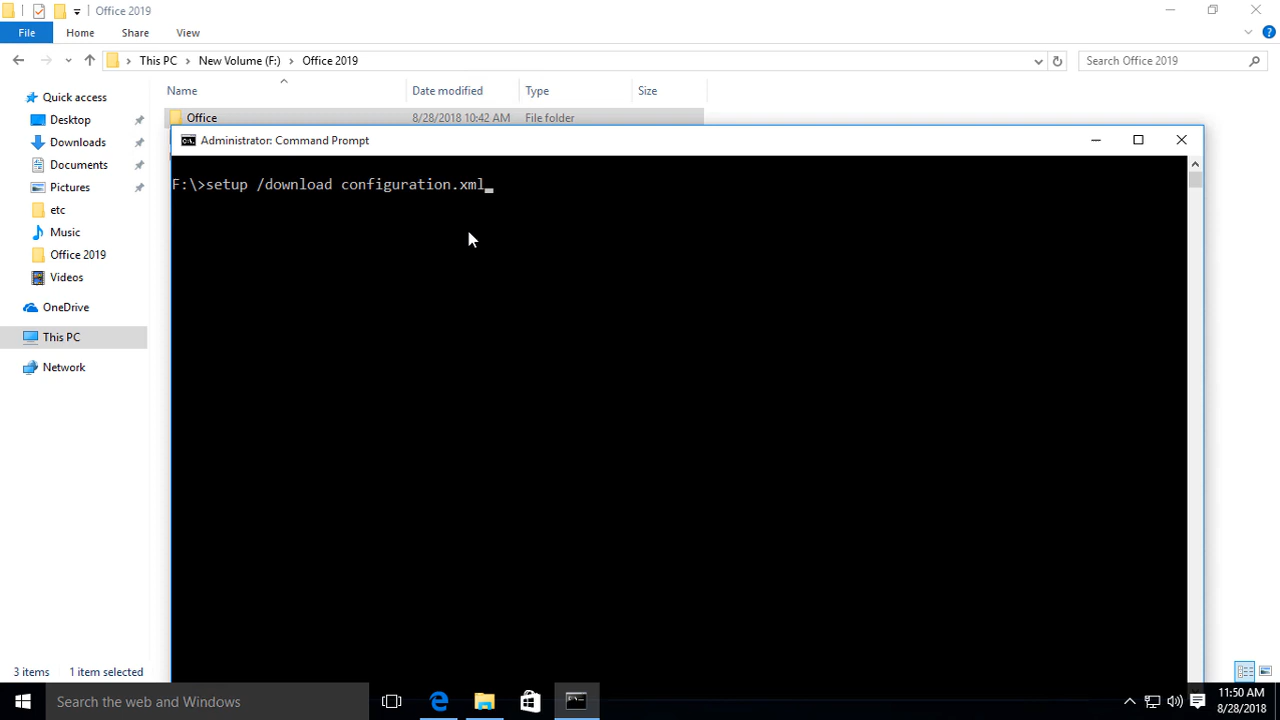 Office 2019
File Home Share View
This PC New Volume (F:) Office 2019 Search Office 2019
Name Date modified Type Size
Quick access
Desktop
Downloads
Documents
Pictures
etc
Music
Office 2019
Videos
OneDrive
This PC
Network
Office 8/28/2018 10:42 AM File folder
Administrator: Command Prompt
F:\>setup /download configuration.xml_
3 items 1 item selected
Search the web and Windows
11:50 AM
8/28/2018